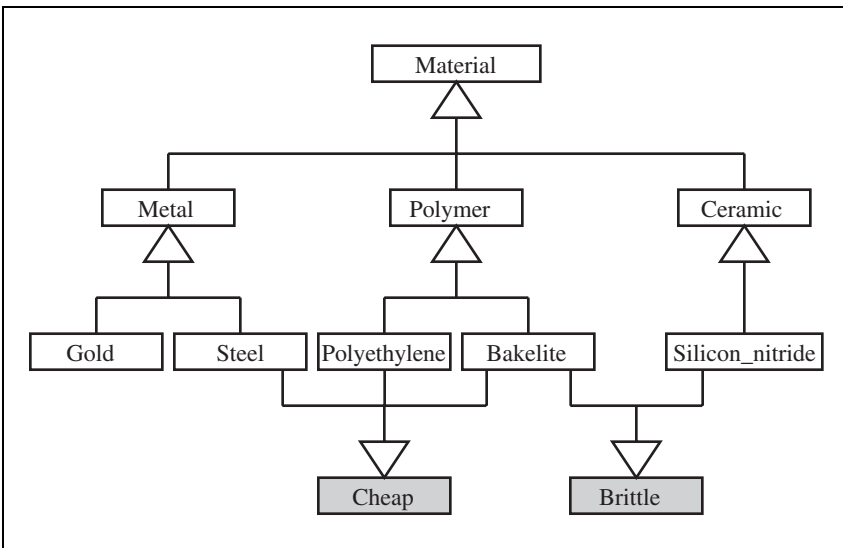 Material
Metal Polymer Ceramic
Gold Steel Polyethylene Bakelite Silicon_nitride
Cheap Brittle